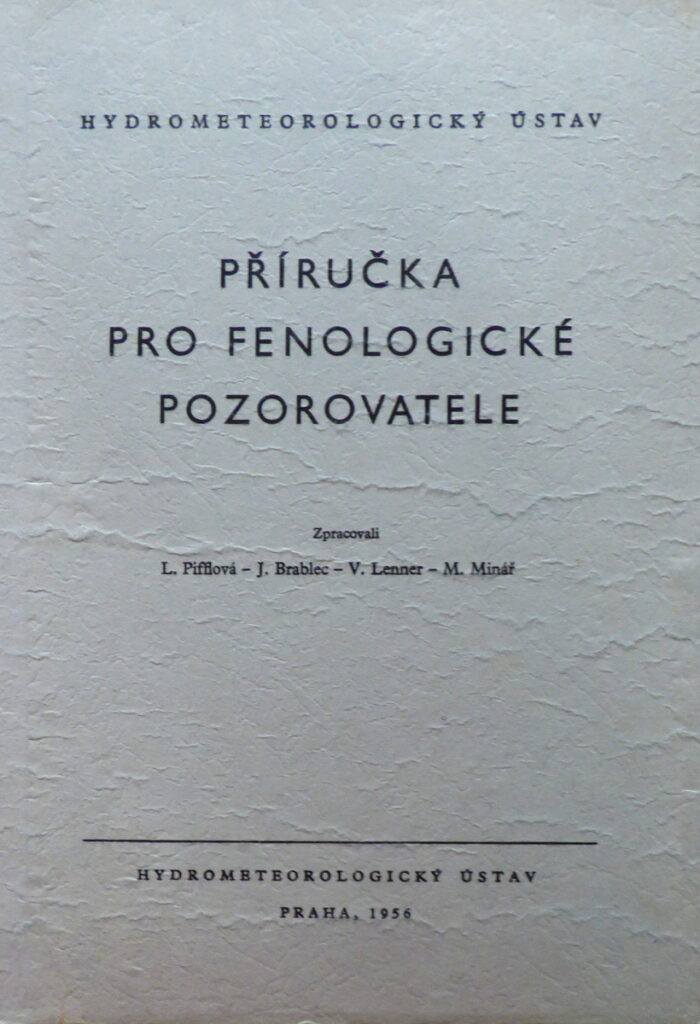 HYDROMETEOROLOGICKÝ ÚSTAV
PŘÍRUČKA
PRO FENOLOGICKÉ
POZOROVATELE
Zpracovali
L. Pifflová – J. Brablec – V. Lenner – M. Minář
HYDROMETEOROLOGICKÝ ÚSTAV
PRAHA, 1956